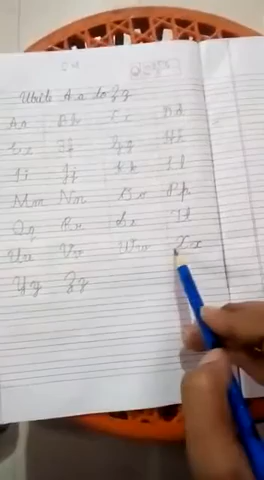 Write Aa to Zz
Aa Bb Cc Dd
Ee Ff Gg Hh
Ii Jj Kk Ll
Mm Nn Oo Pp
Qq Rr Ss Tt
Uu Vv Ww Xx
Yy Zz